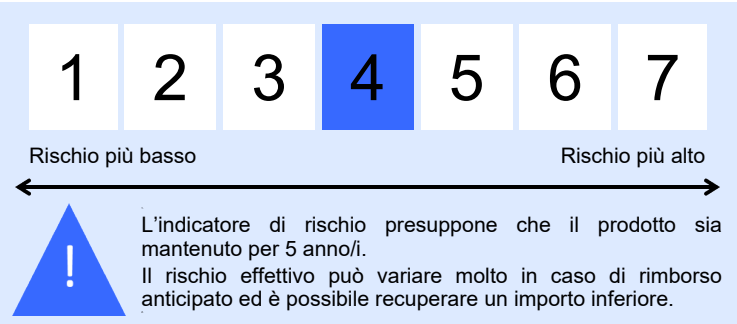 1 2 3 4 5 6 7
Rischio più basso Rischio più alto
! L'indicatore di rischio presuppone che il prodotto sia
mantenuto per 5 anno/i.
Il rischio effettivo può variare molto in caso di rimborso
anticipato ed è possibile recuperare un importo inferiore.